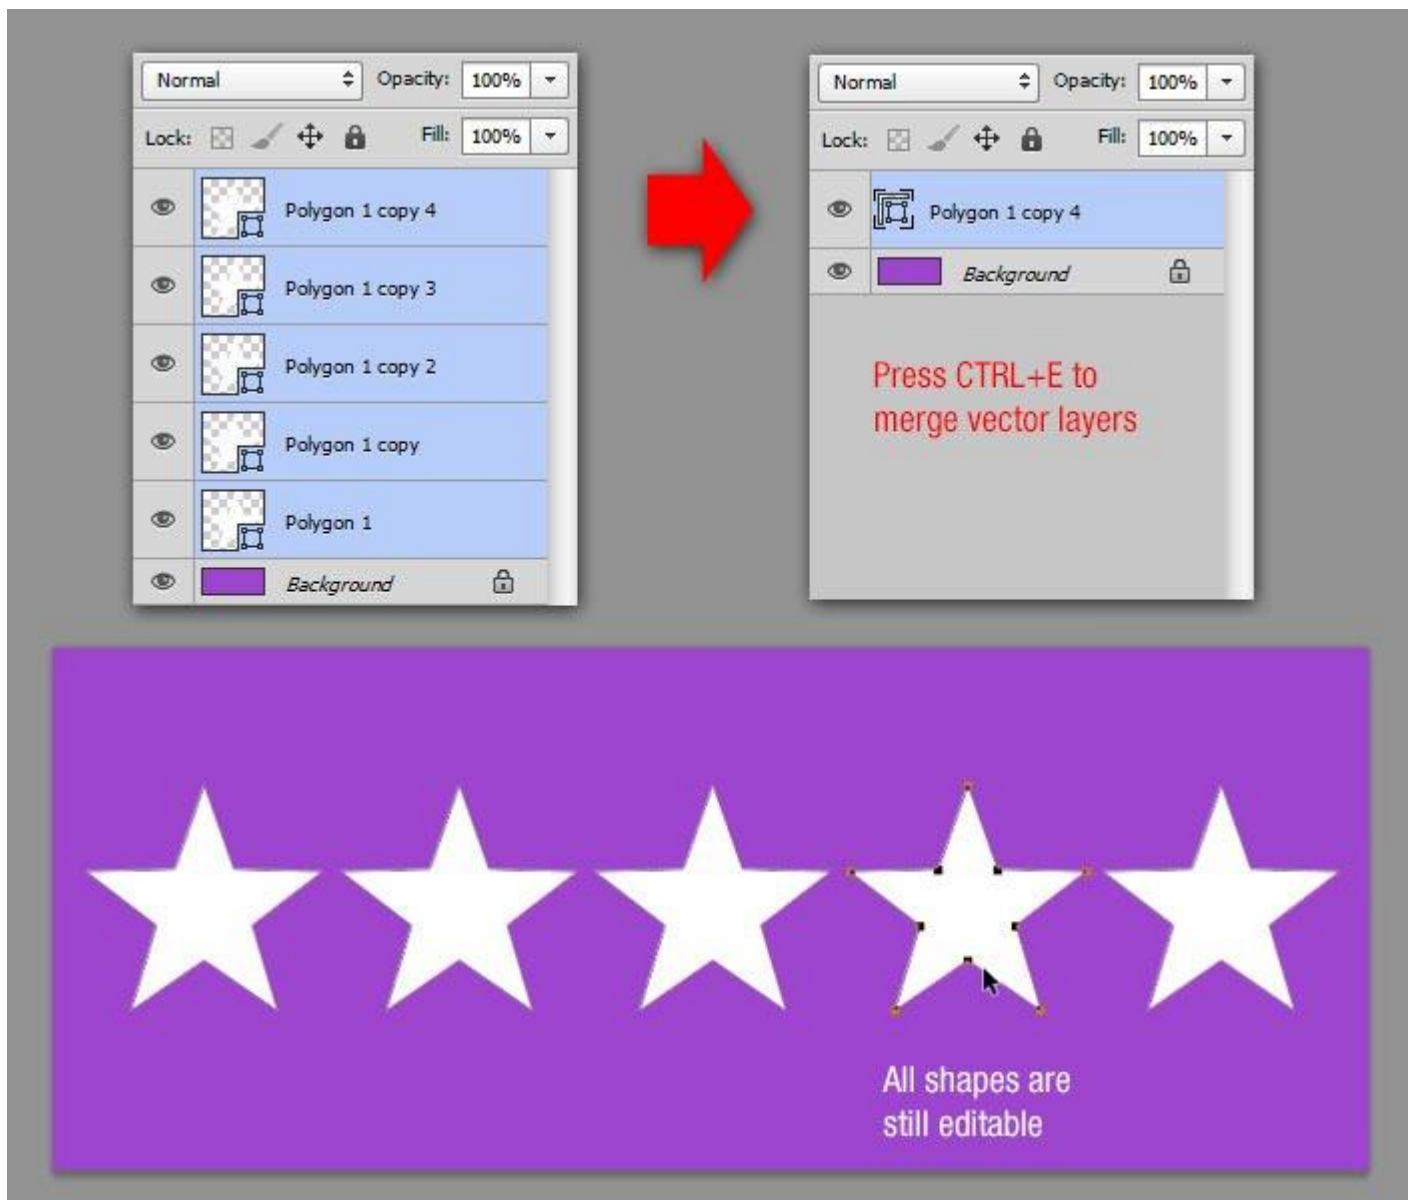 Normal Opacity: 100%
Lock: Fill: 100%
Polygon 1 copy 4
Polygon 1 copy 3
Polygon 1 copy 2
Polygon 1 copy
Polygon 1
Background
Normal Opacity: 100%
Lock: Fill: 100%
Polygon 1 copy 4
Background
Press CTRL+E to
merge vector layers
All shapes are
still editable